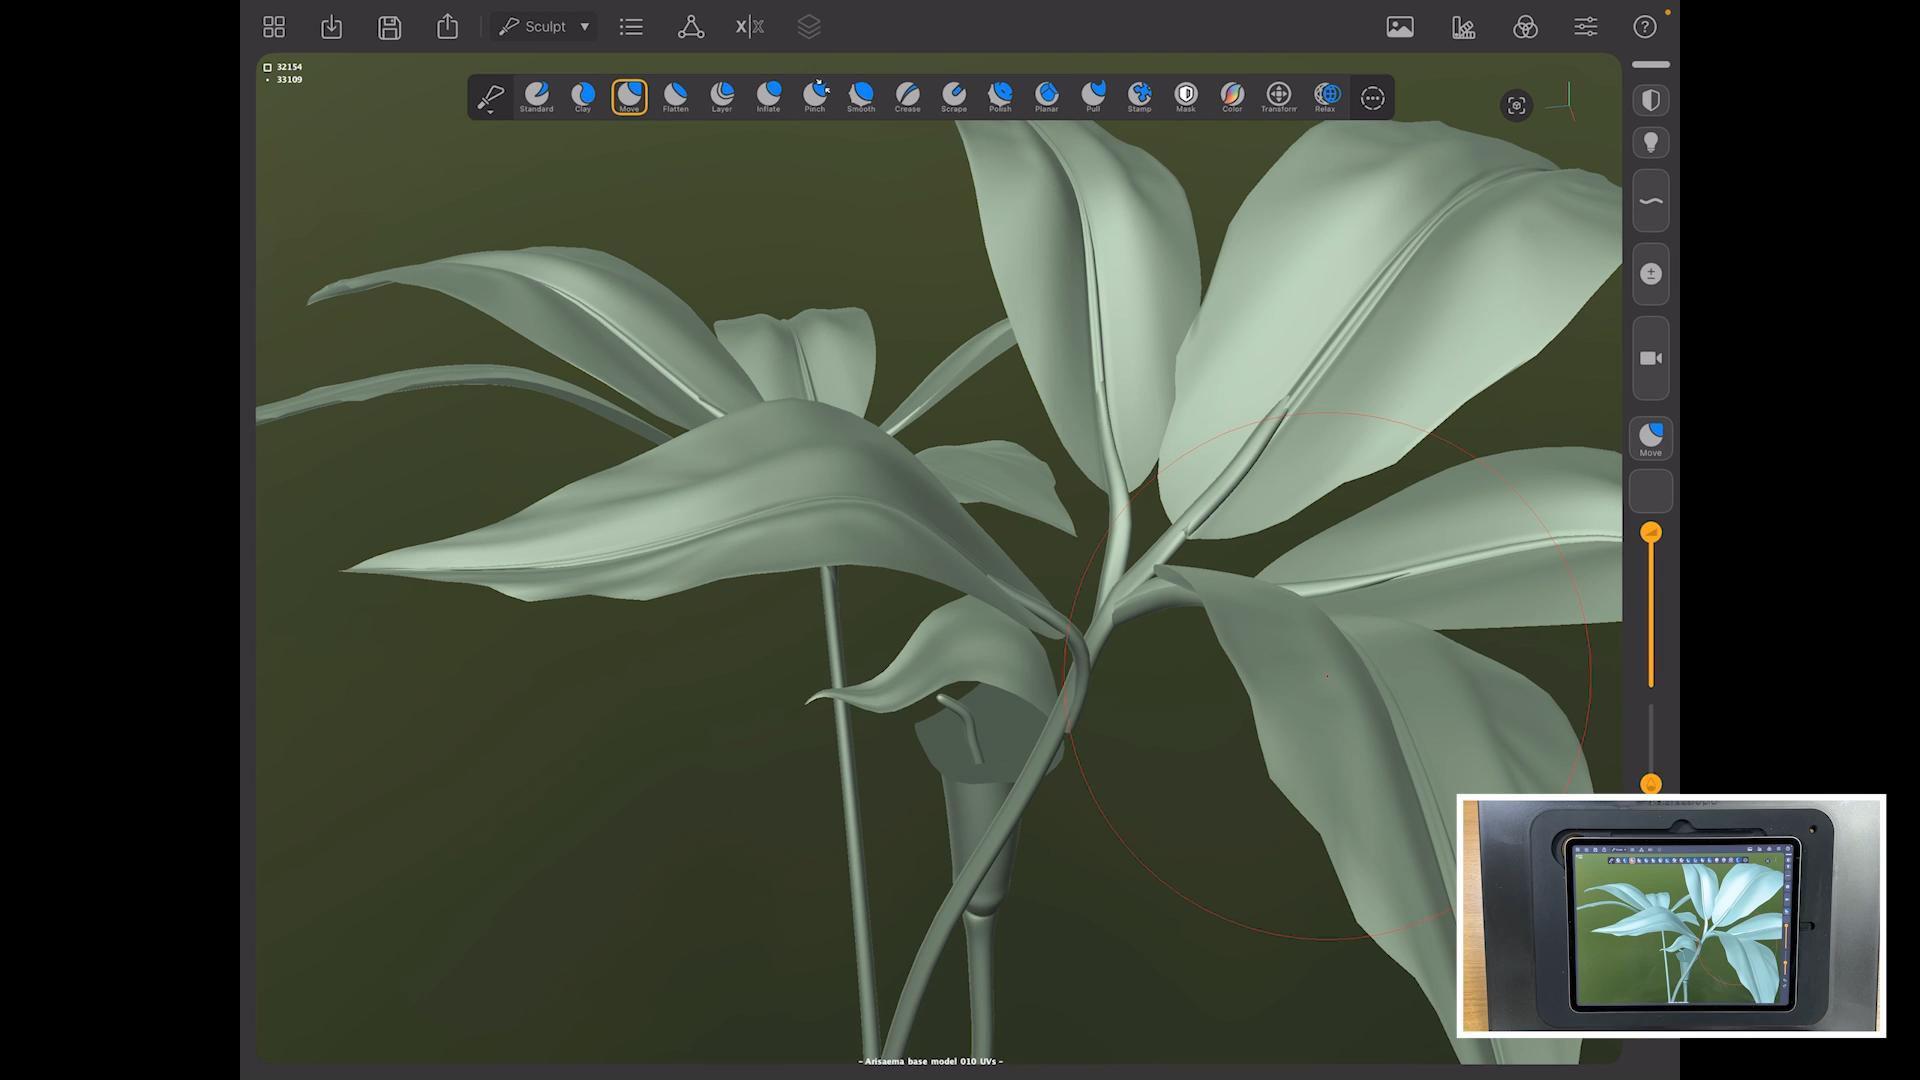 Sculpt
32154
33109
Standard
Clay
Move
Flatten
Layer
Inflate
Pinch
Smooth
Crease
Scrape
Polish
Planar
Pull
Stamp
Mask
Color
Transform
Relax
Move
- Arisaema base model 010 UVs -